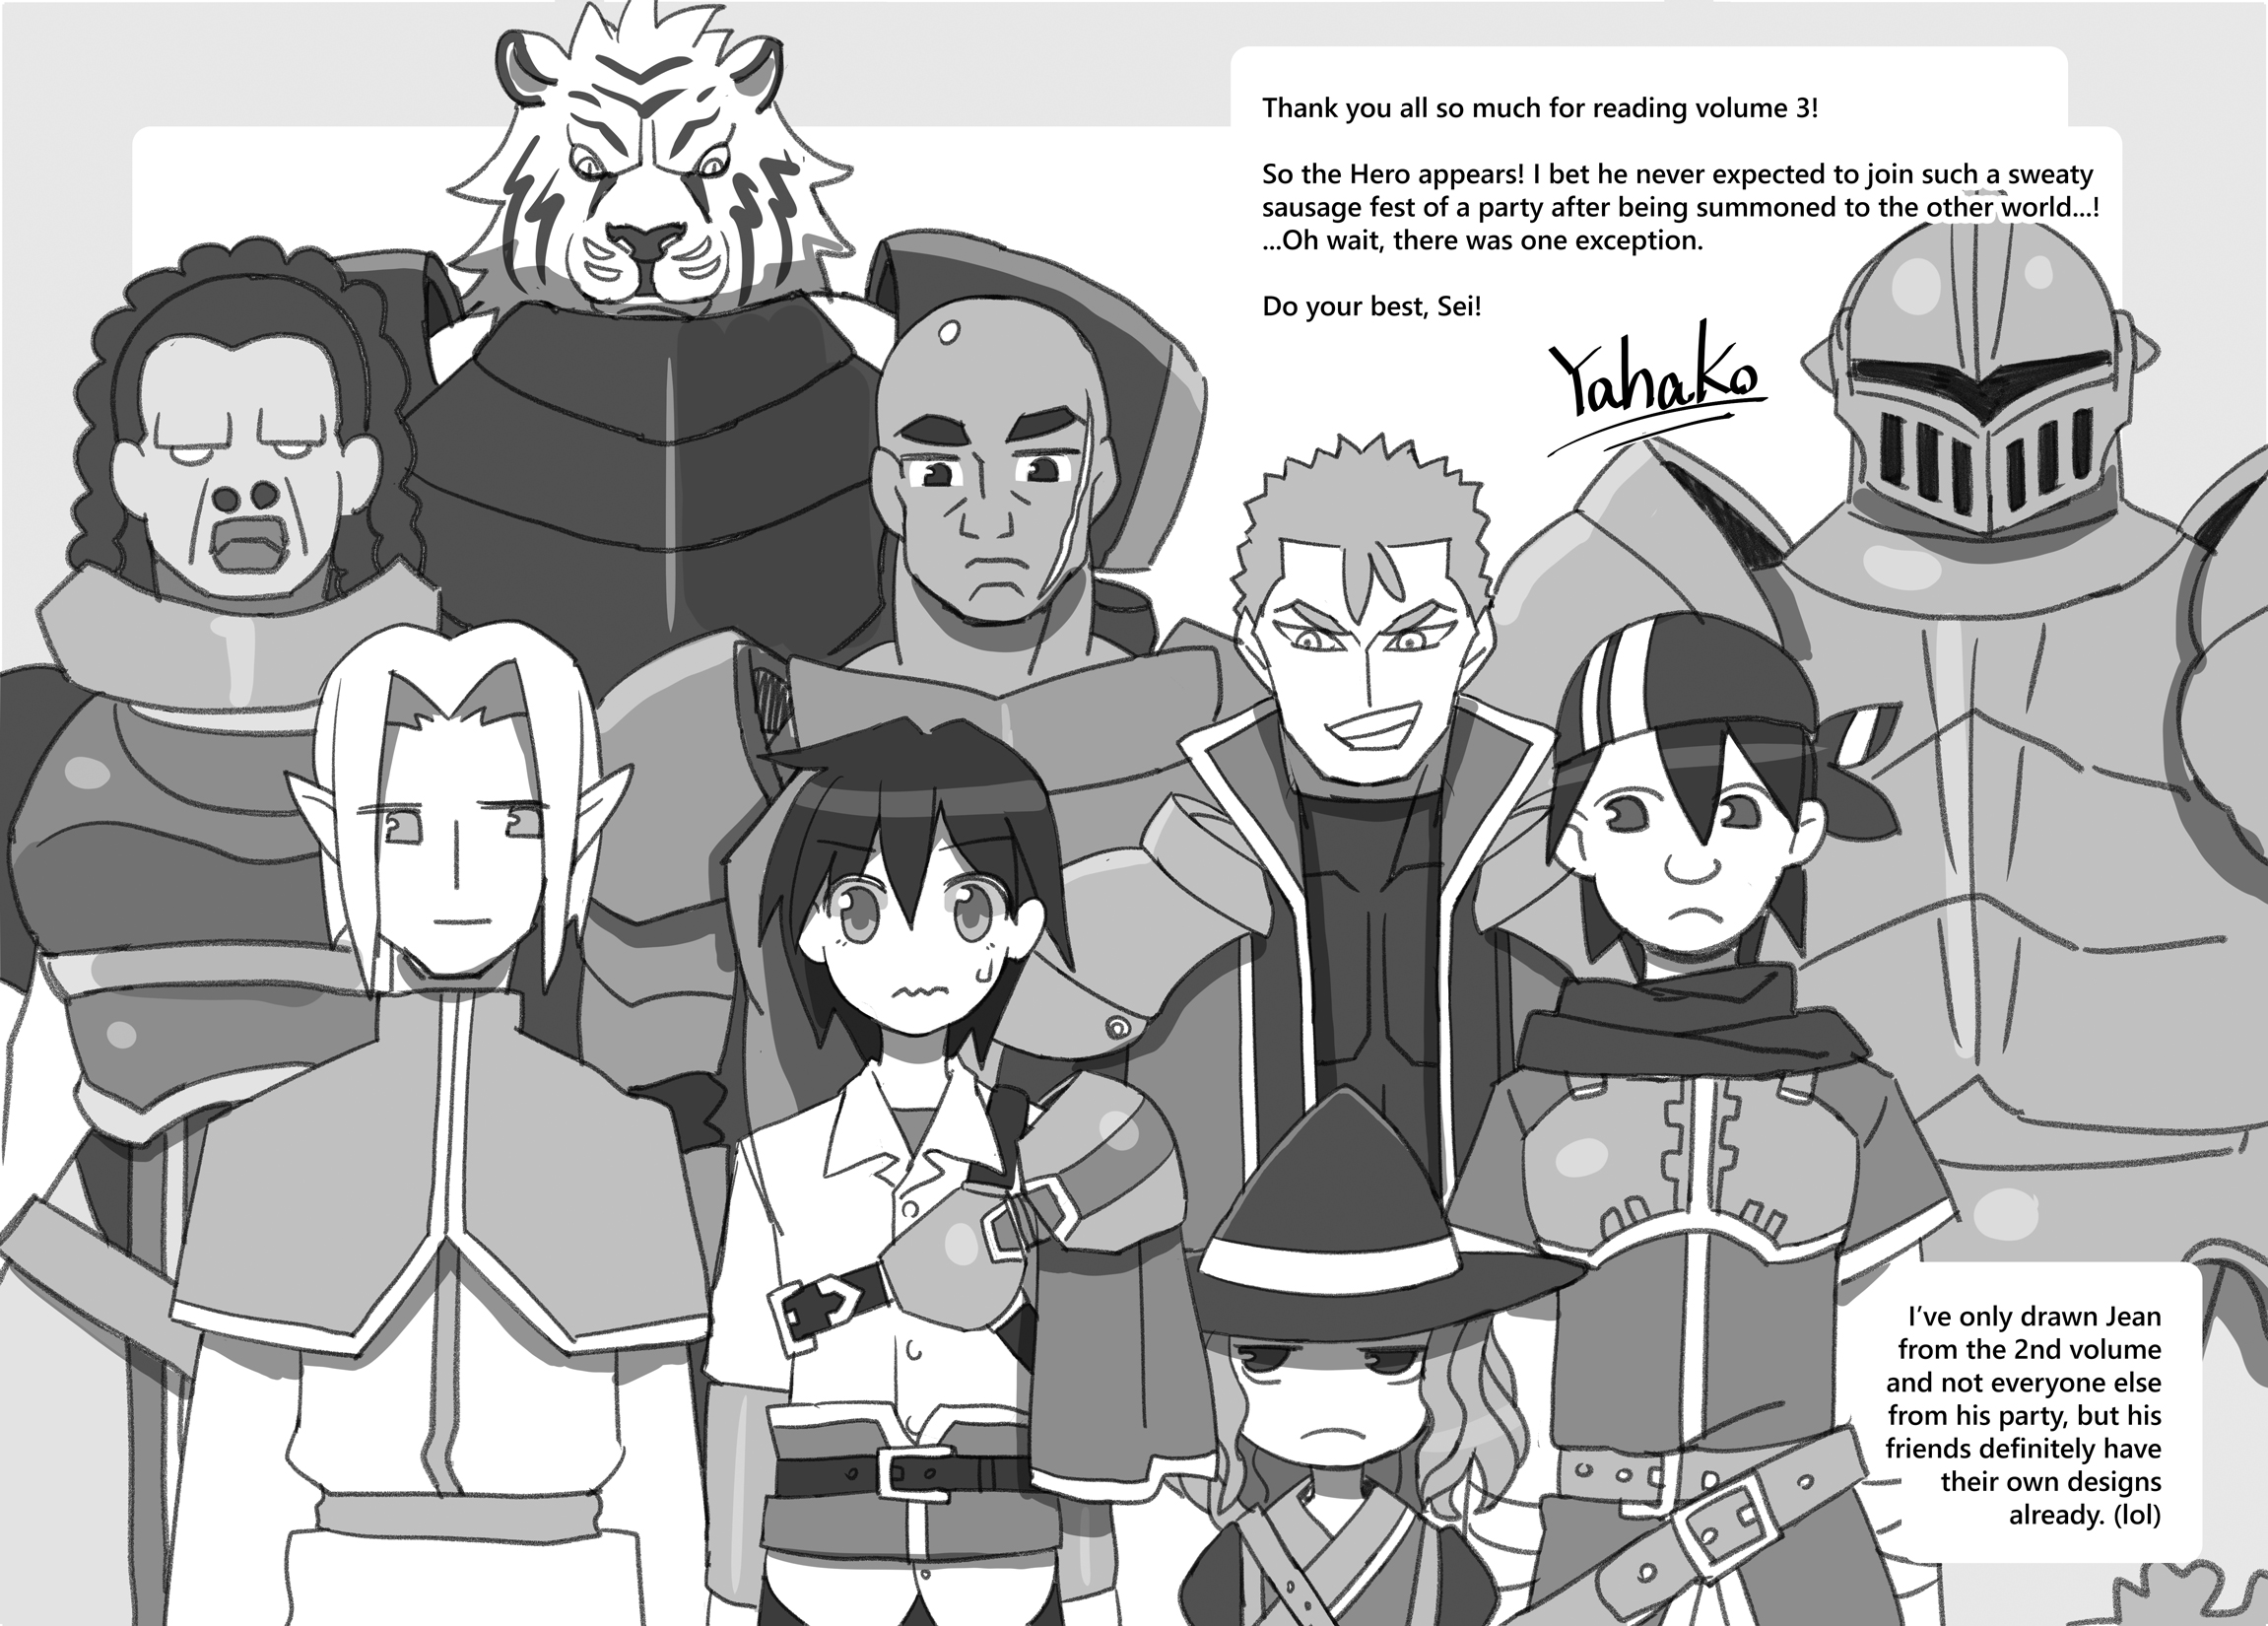 Thank you all so much for reading volume 3!
So the Hero appears! I bet he never expected to join such a sweaty
sausage fest of a party after being summoned to the other world...!
...Oh wait, there was one exception.
Do your best, Sei!
Yahako
I’ve only drawn Jean
from the 2nd volume
and not everyone else
from his party, but his
friends definitely have
their own designs
already. (lol)